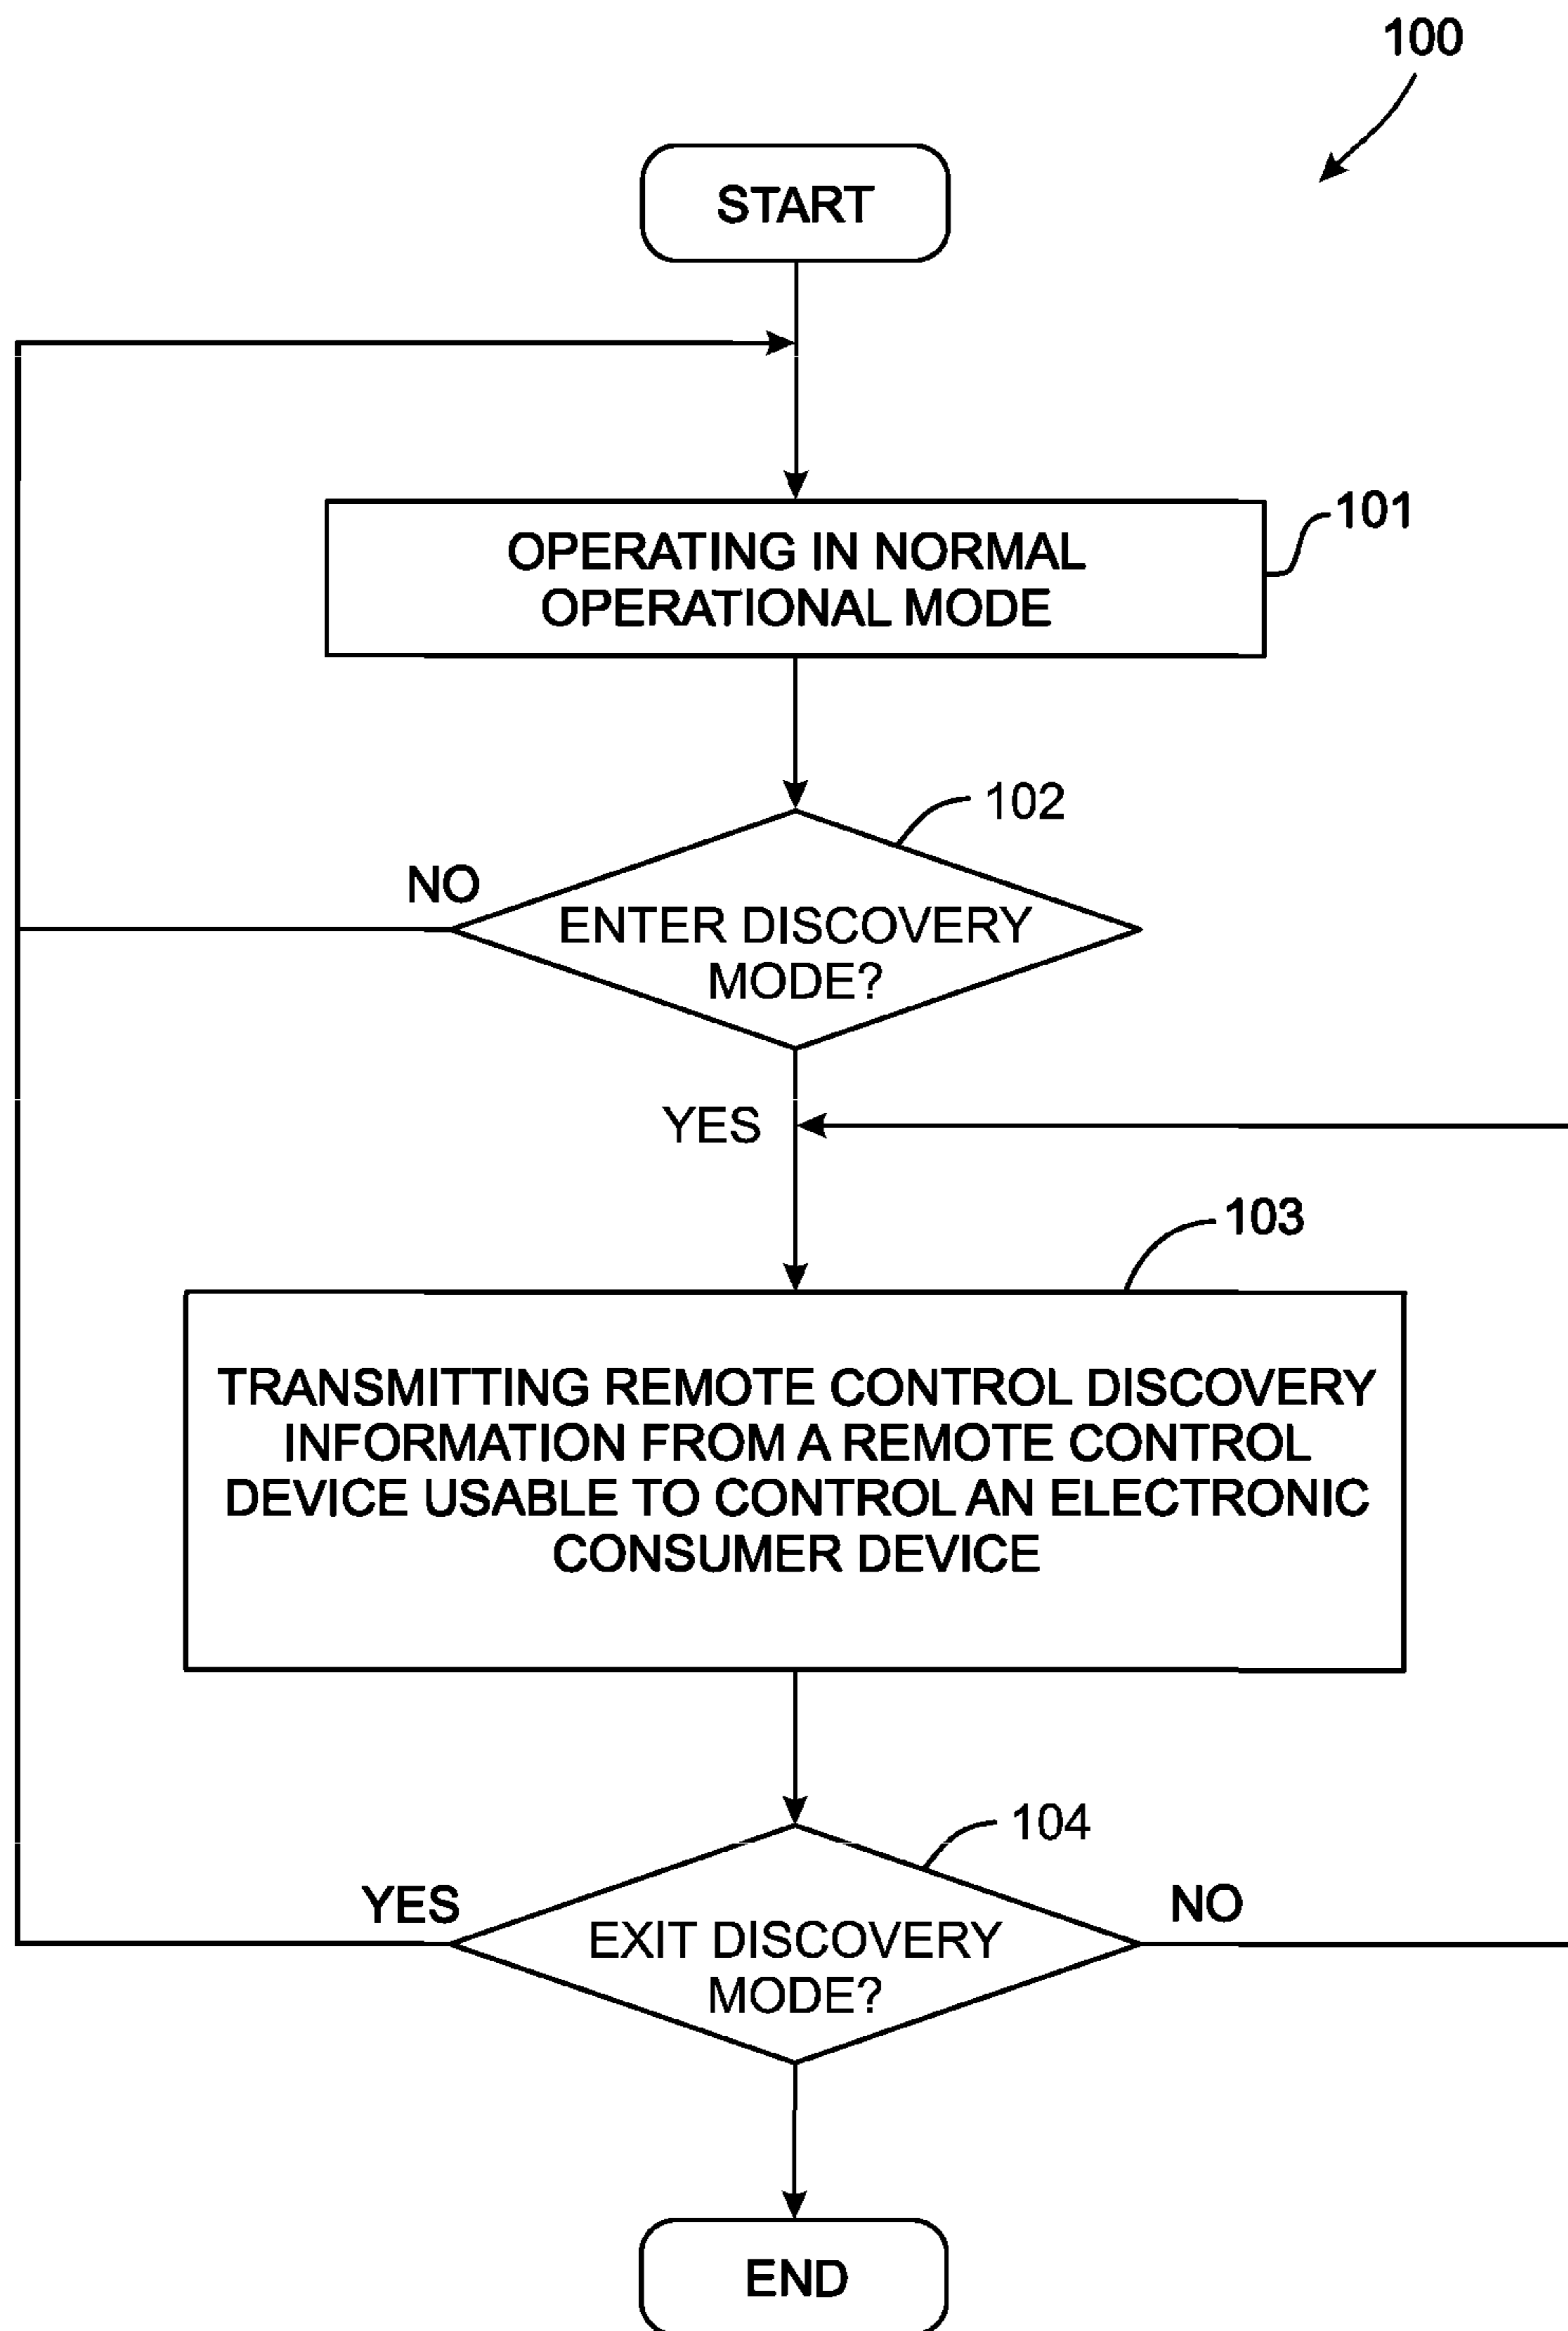 100
START
OPERATING IN NORMAL
OPERATIONAL MODE
101
102
NO
ENTER DISCOVERY
MODE?
YES
103
TRANSMITTING REMOTE CONTROL DISCOVERY
INFORMATION FROM A REMOTE CONTROL
DEVICE USABLE TO CONTROL AN ELECTRONIC
CONSUMER DEVICE
104
YES
NO
EXIT DISCOVERY
MODE?
END